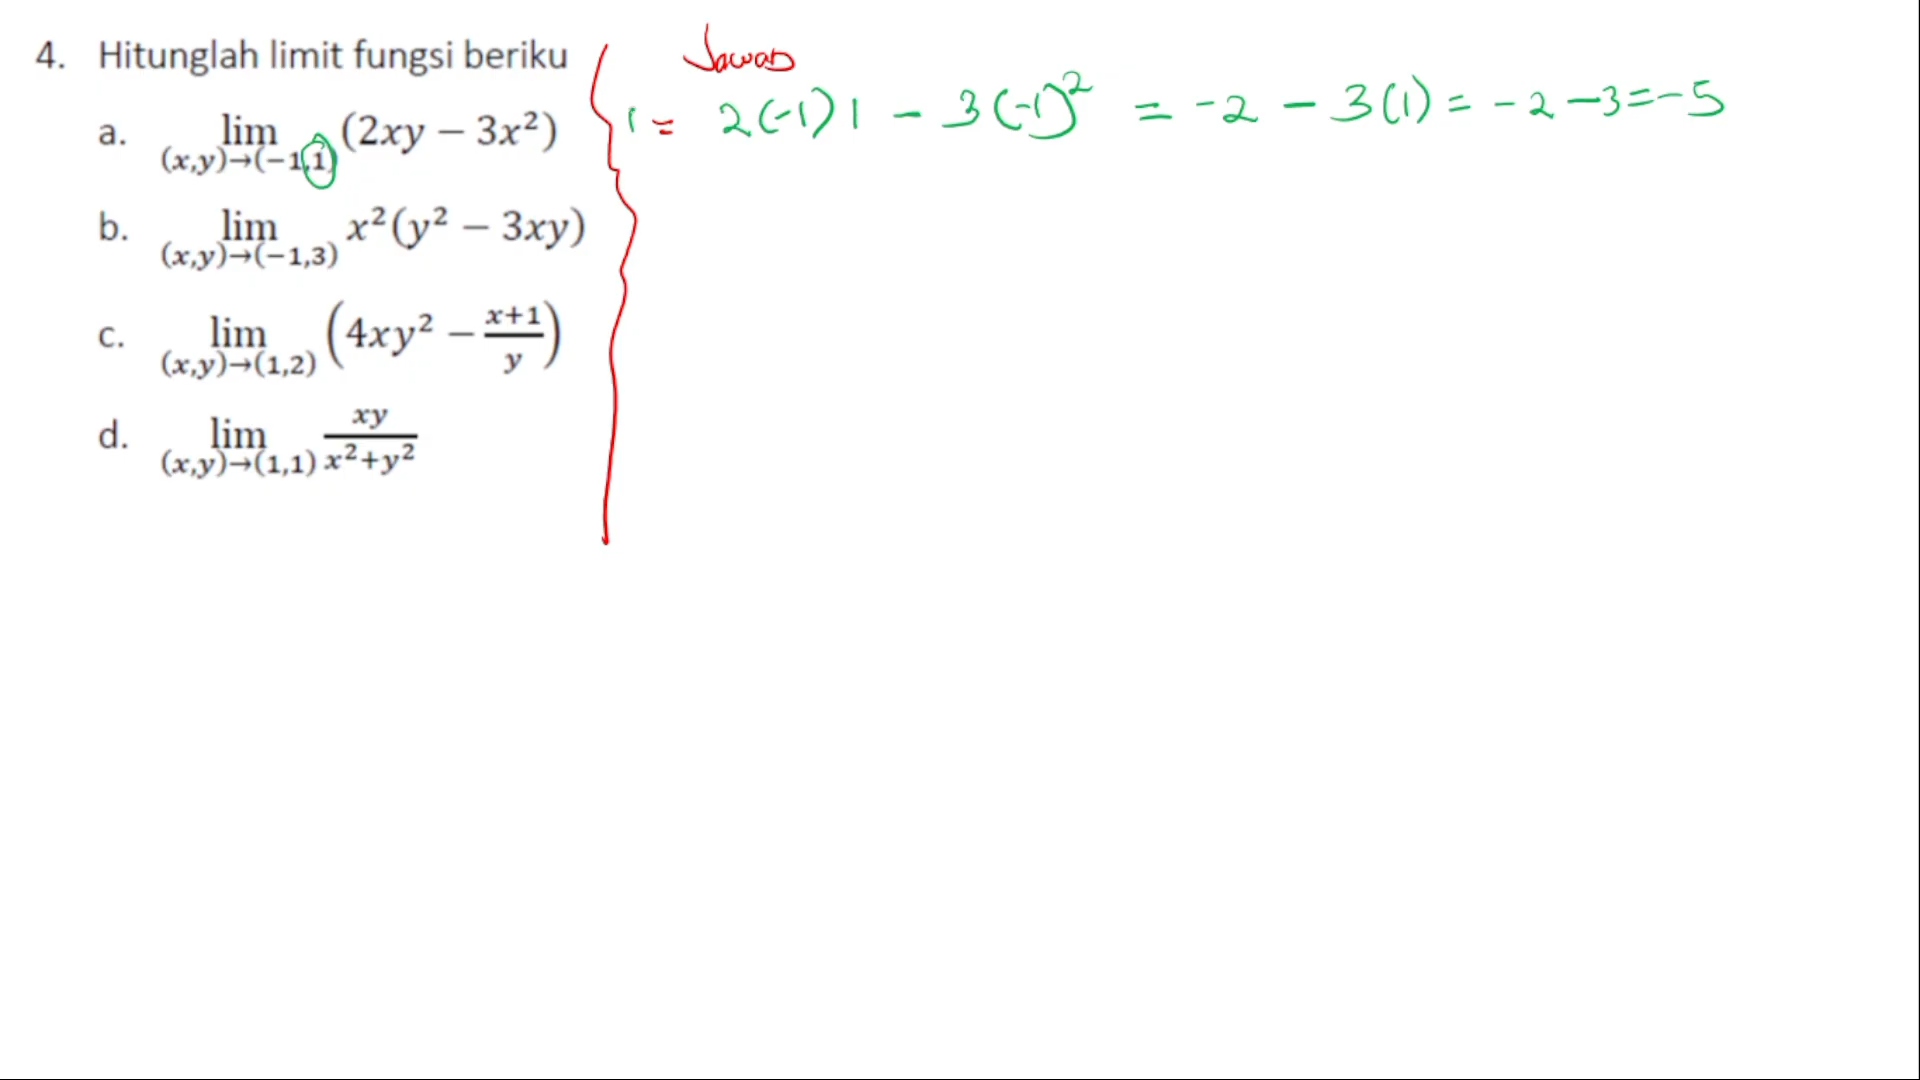 4. Hitunglah limit fungsi beriku
a. lim (x,y)→(−1,1) (2xy − 3x²)
b. lim (x,y)→(−1,3) x²(y² − 3xy)
c. lim (x,y)→(1,2) (4xy² − (x+1)/y)
d. lim (x,y)→(1,1) xy/(x²+y²)
Jawab
1 = 2(-1)1 - 3(-1)² = -2 - 3(1) = -2 -3 = -5